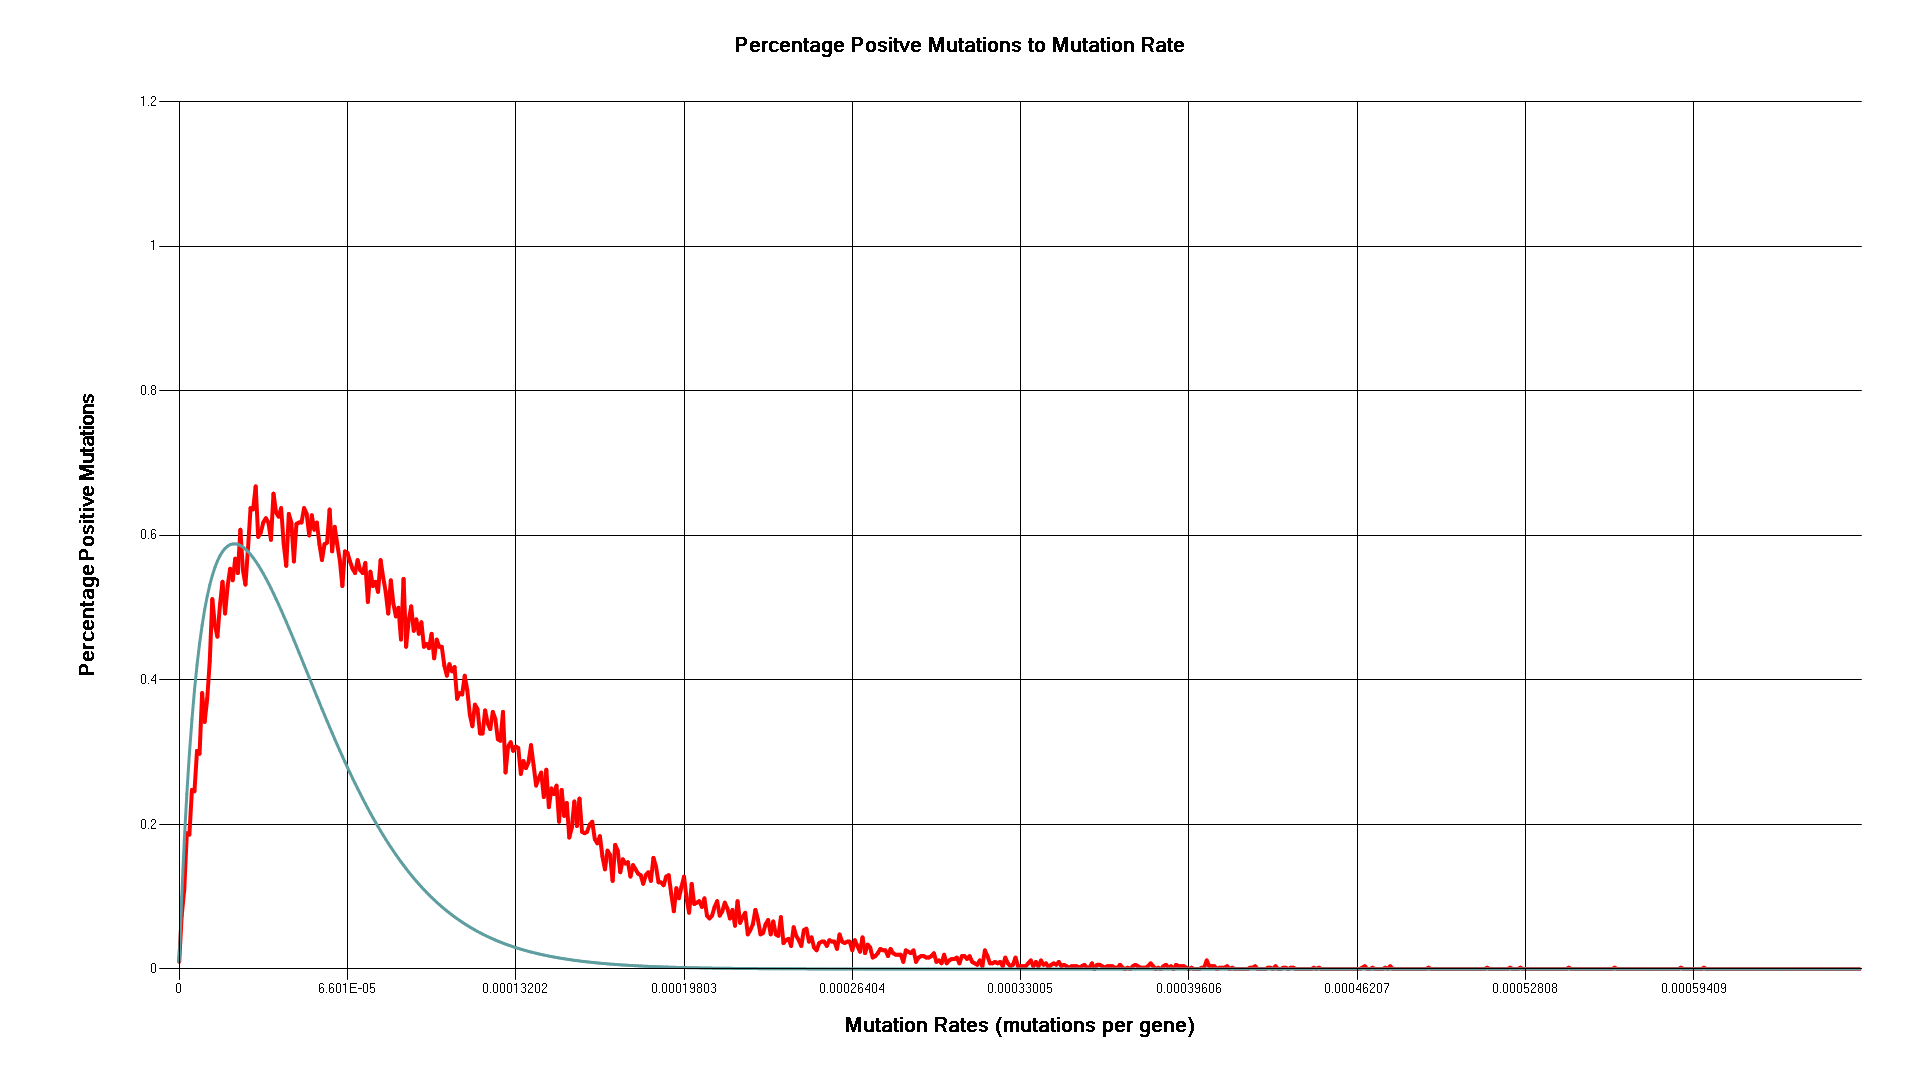 Percentage Positve Mutations to Mutation Rate
1.2
1
0.8
0.6
0.4
0.2
0
Percentage Positive Mutations
0 6.601E-05 0.00013202 0.00019803 0.00026404 0.00033005 0.00039606 0.00046207 0.00052808 0.00059409
Mutation Rates (mutations per gene)